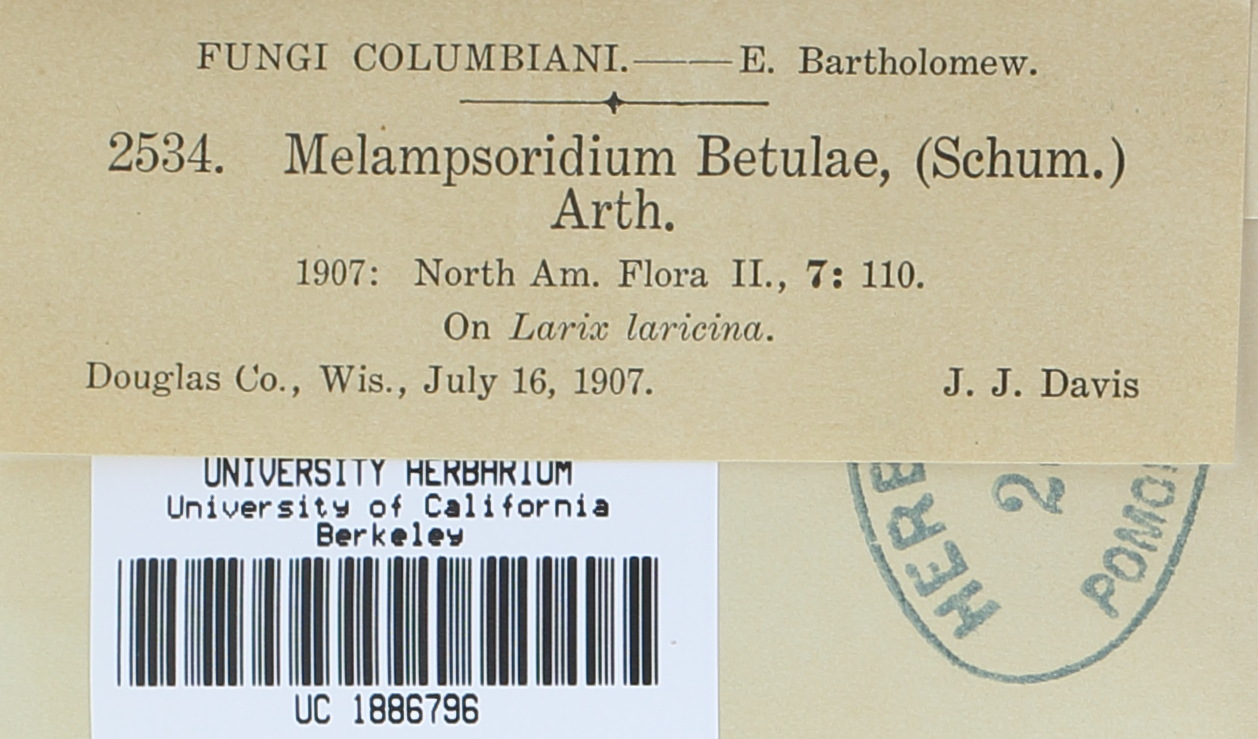 FUNGI COLUMBIANI.——E. Bartholomew.
2534. Melampsoridium Betulae, (Schum.)
Arth.
1907: North Am. Flora II., 7: 110.
On Larix laricina.
Douglas Co., Wis., July 16, 1907. J. J. Davis
UNIVERSITY HERBARIUM
University of California
Berkeley
UC 1886796